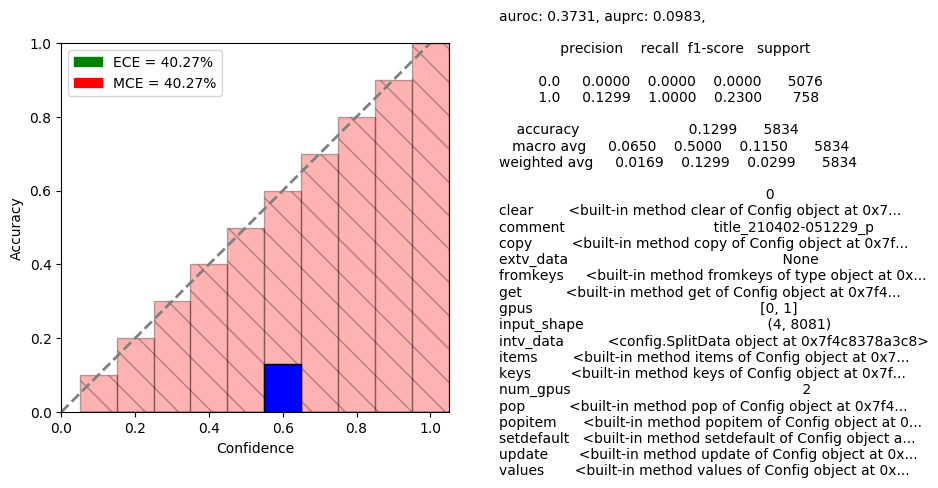 auroc: 0.3731, auprc: 0.0983,
precision recall f1-score support
0.0 0.0000 0.0000 0.0000 5076
1.0 0.1299 1.0000 0.2300 758
accuracy 0.1299 5834
macro avg 0.0650 0.5000 0.1150 5834
weighted avg 0.0169 0.1299 0.0299 5834
0
clear <built-in method clear of Config object at 0x7...
comment title_210402-051229_p
copy <built-in method copy of Config object at 0x7f...
extv_data None
fromkeys <built-in method fromkeys of type object at 0x...
get <built-in method get of Config object at 0x7f4...
gpus [0, 1]
input_shape (4, 8081)
intv_data <config.SplitData object at 0x7f4c8378a3c8>
items <built-in method items of Config object at 0x7...
keys <built-in method keys of Config object at 0x7f...
num_gpus 2
pop <built-in method pop of Config object at 0x7f4...
popitem <built-in method popitem of Config object at 0...
setdefault <built-in method setdefault of Config object a...
update <built-in method update of Config object at 0x...
values <built-in method values of Config object at 0x...
ECE = 40.27%
MCE = 40.27%
Accuracy
1.0
0.8
0.6
0.4
0.2
0.0
0.0 0.2 0.4 0.6 0.8 1.0
Confidence